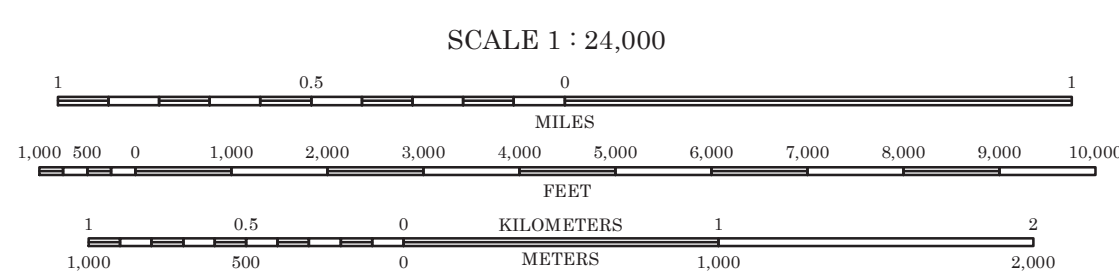 SCALE 1 : 24,000
1 0.5 0 1
MILES
1,000 500 0 1,000 2,000 3,000 4,000 5,000 6,000 7,000 8,000 9,000 10,000
FEET
1 0.5 0 KILOMETERS 1 2
1,000 500 0 METERS 1,000 2,000